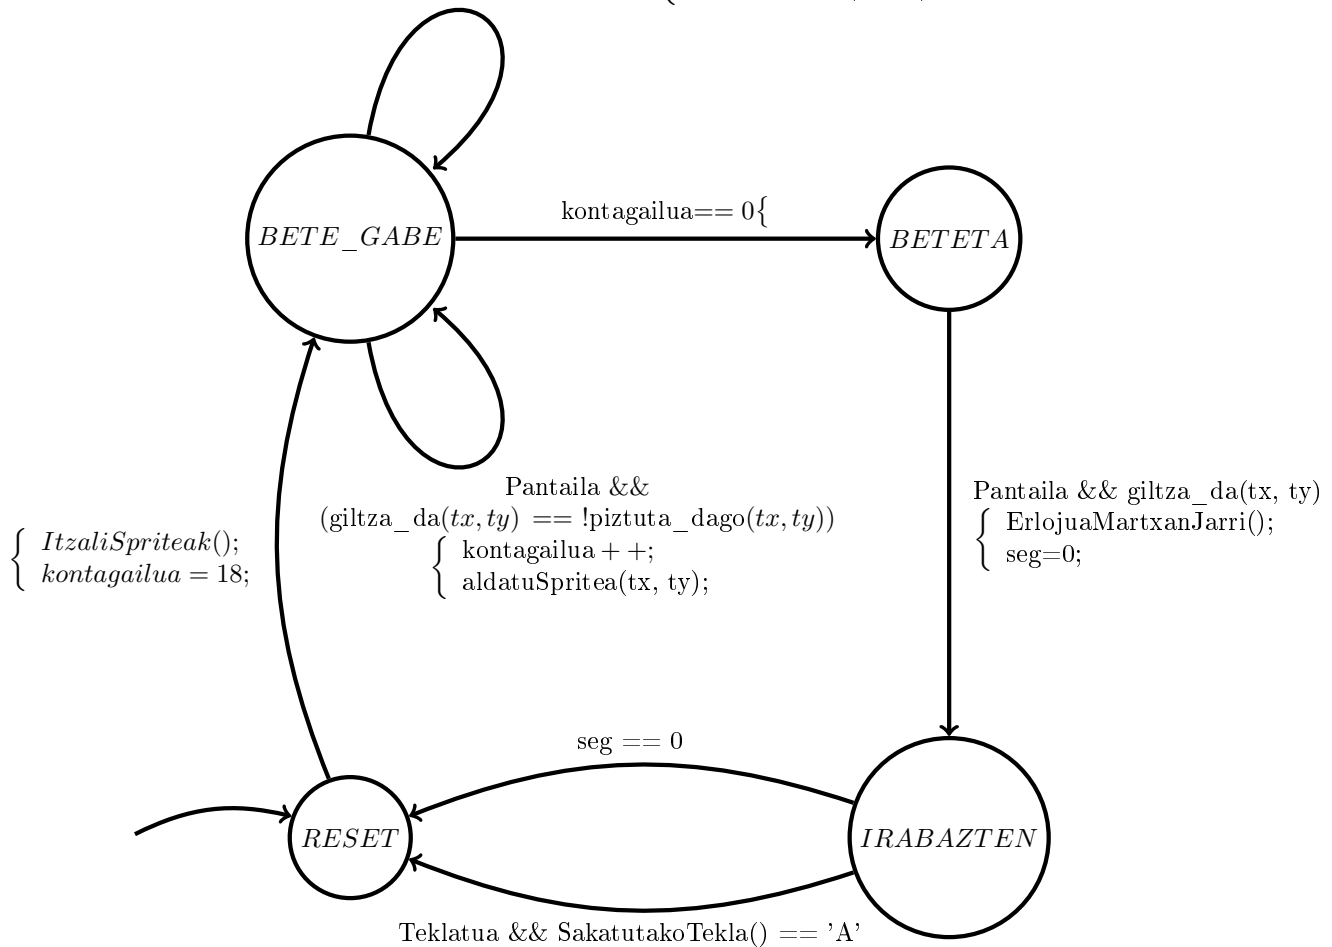 kontagailua== 0{
BETE_GABE
BETETA
Pantaila &&
(giltza_da(tx, ty) == !piztuta_dago(tx, ty))
{ kontagailua + +;
aldatuSpritea(tx, ty);
Pantaila && giltza_da(tx, ty)
{ ErlojuaMartxanJarri();
seg=0;
{ ItzaliSpriteak();
kontagailua = 18;
seg == 0
RESET
IRABAZTEN
Teklatua && SakatutakoTekla() == 'A'